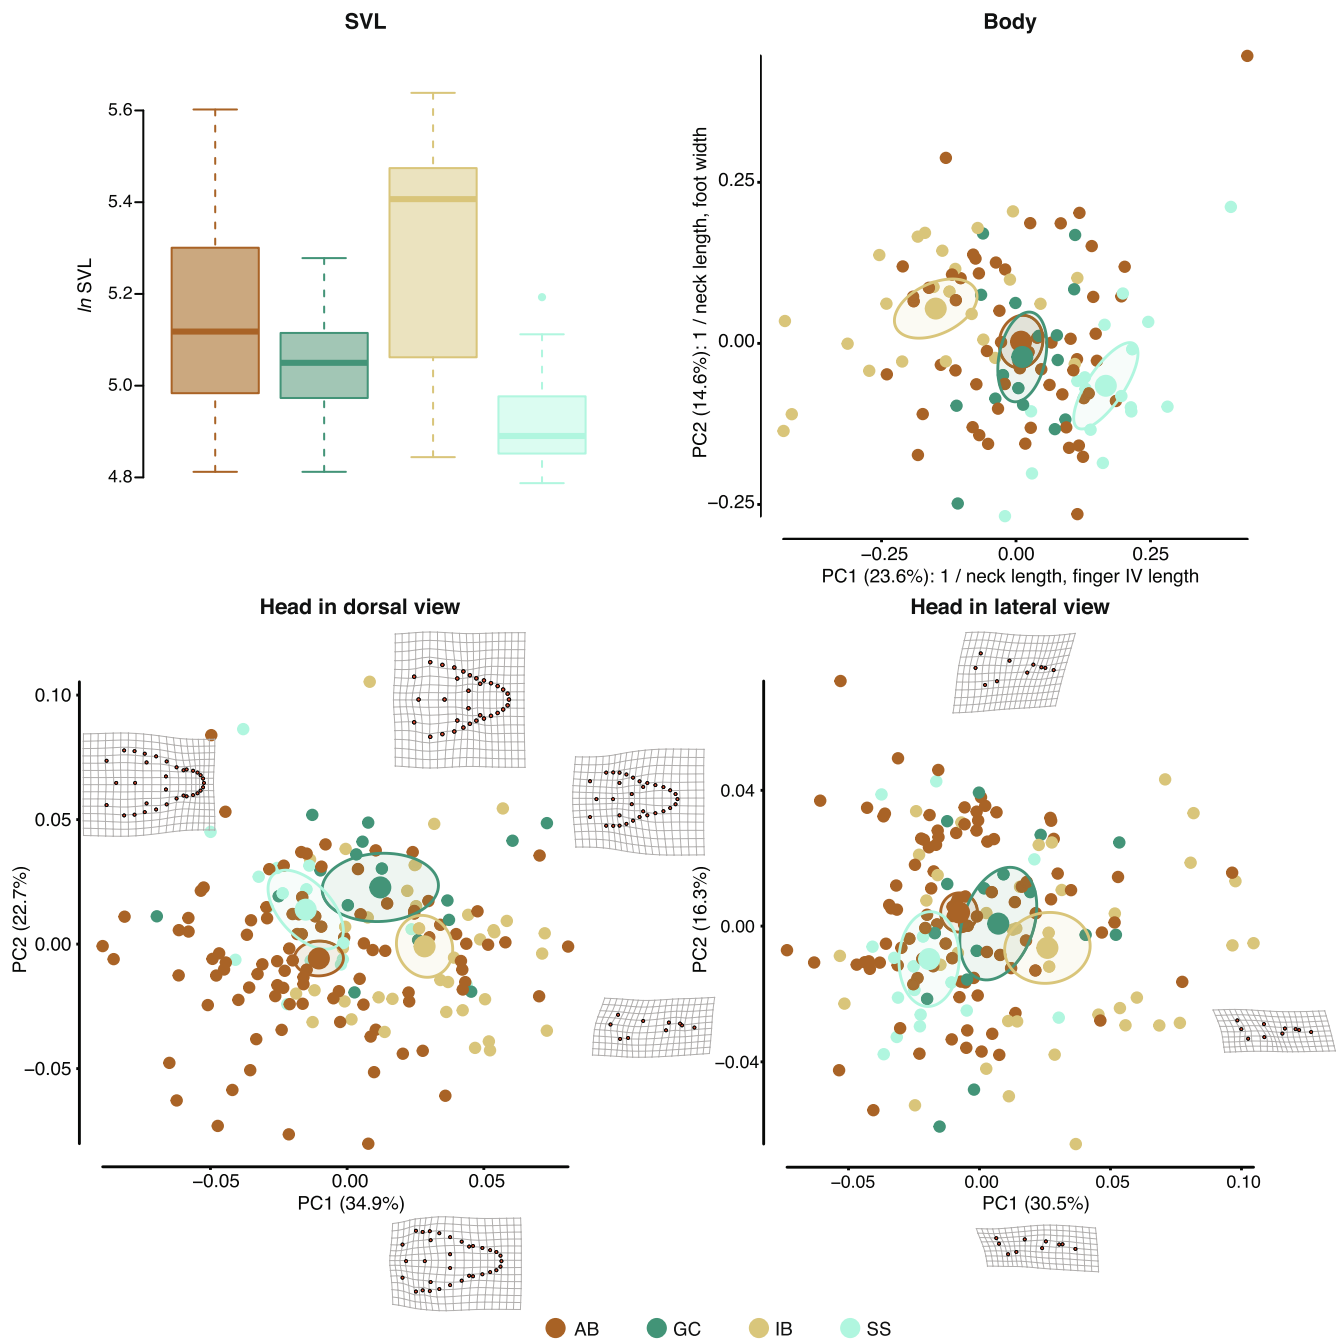 SVL
5.6
5.4
5.2
5.0
4.8
ln SVL
Body
0.25
0.00
−0.25
PC2 (14.6%): 1 / neck length, foot width
−0.25 0.00 0.25
PC1 (23.6%): 1 / neck length, finger IV length
Head in dorsal view
0.10
0.05
0.00
−0.05
PC2 (22.7%)
−0.05 0.00 0.05
PC1 (34.9%)
Head in lateral view
0.04
0.00
−0.04
PC2 (16.3%)
−0.05 0.00 0.05 0.10
PC1 (30.5%)
AB GC IB SS